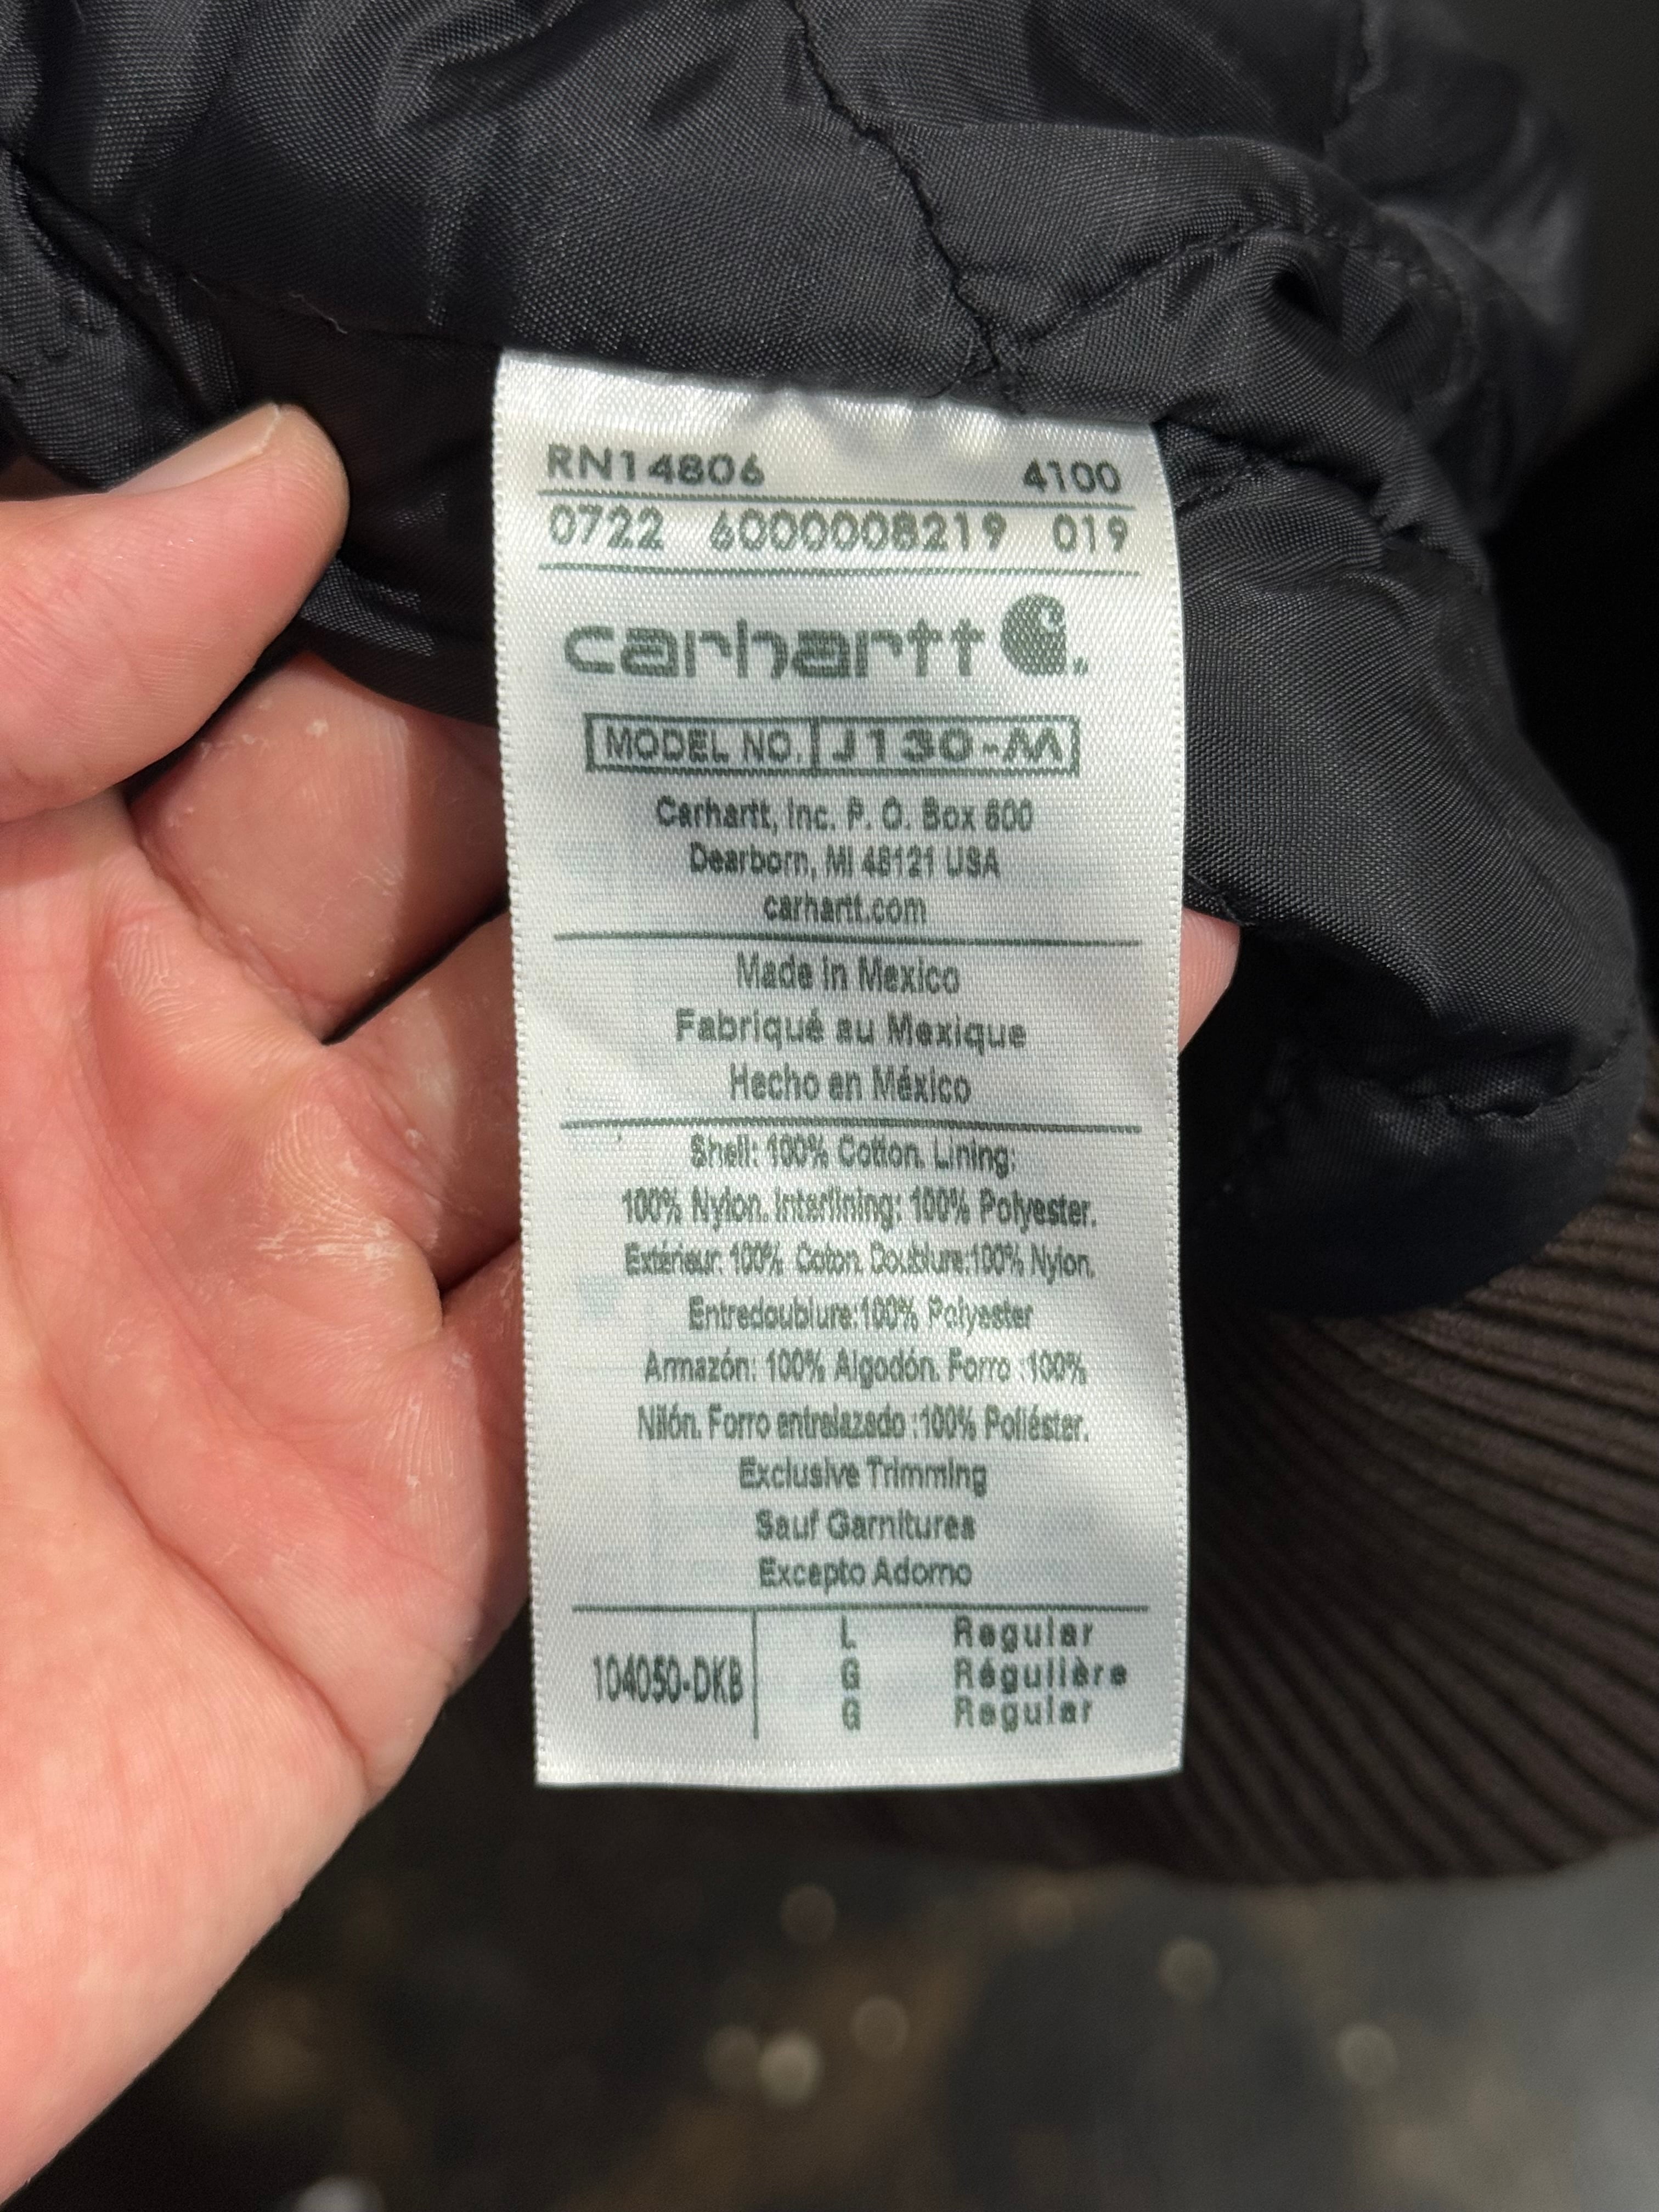 RN14806 4100
0722 6000008219 019
carhartt
MODEL NO. J130-M
Carhartt, Inc. P. O. Box 600
Dearborn, MI 48121 USA
carhartt.com
Made in Mexico
Fabriqué au Mexique
Hecho en México
Shell: 100% Cotton. Lining:
100% Nylon. Interlining: 100% Polyester.
Extérieur: 100% Coton. Doublure:100% Nylon.
Entredoublure:100% Polyester
Armazón: 100% Algodón. Forro :100%
Nilón. Forro entrelazado :100% Poliéster.
Exclusive Trimming
Sauf Garnitures
Excepto Adorno
104050-DKB
L Regular
G Régulière
G Regular